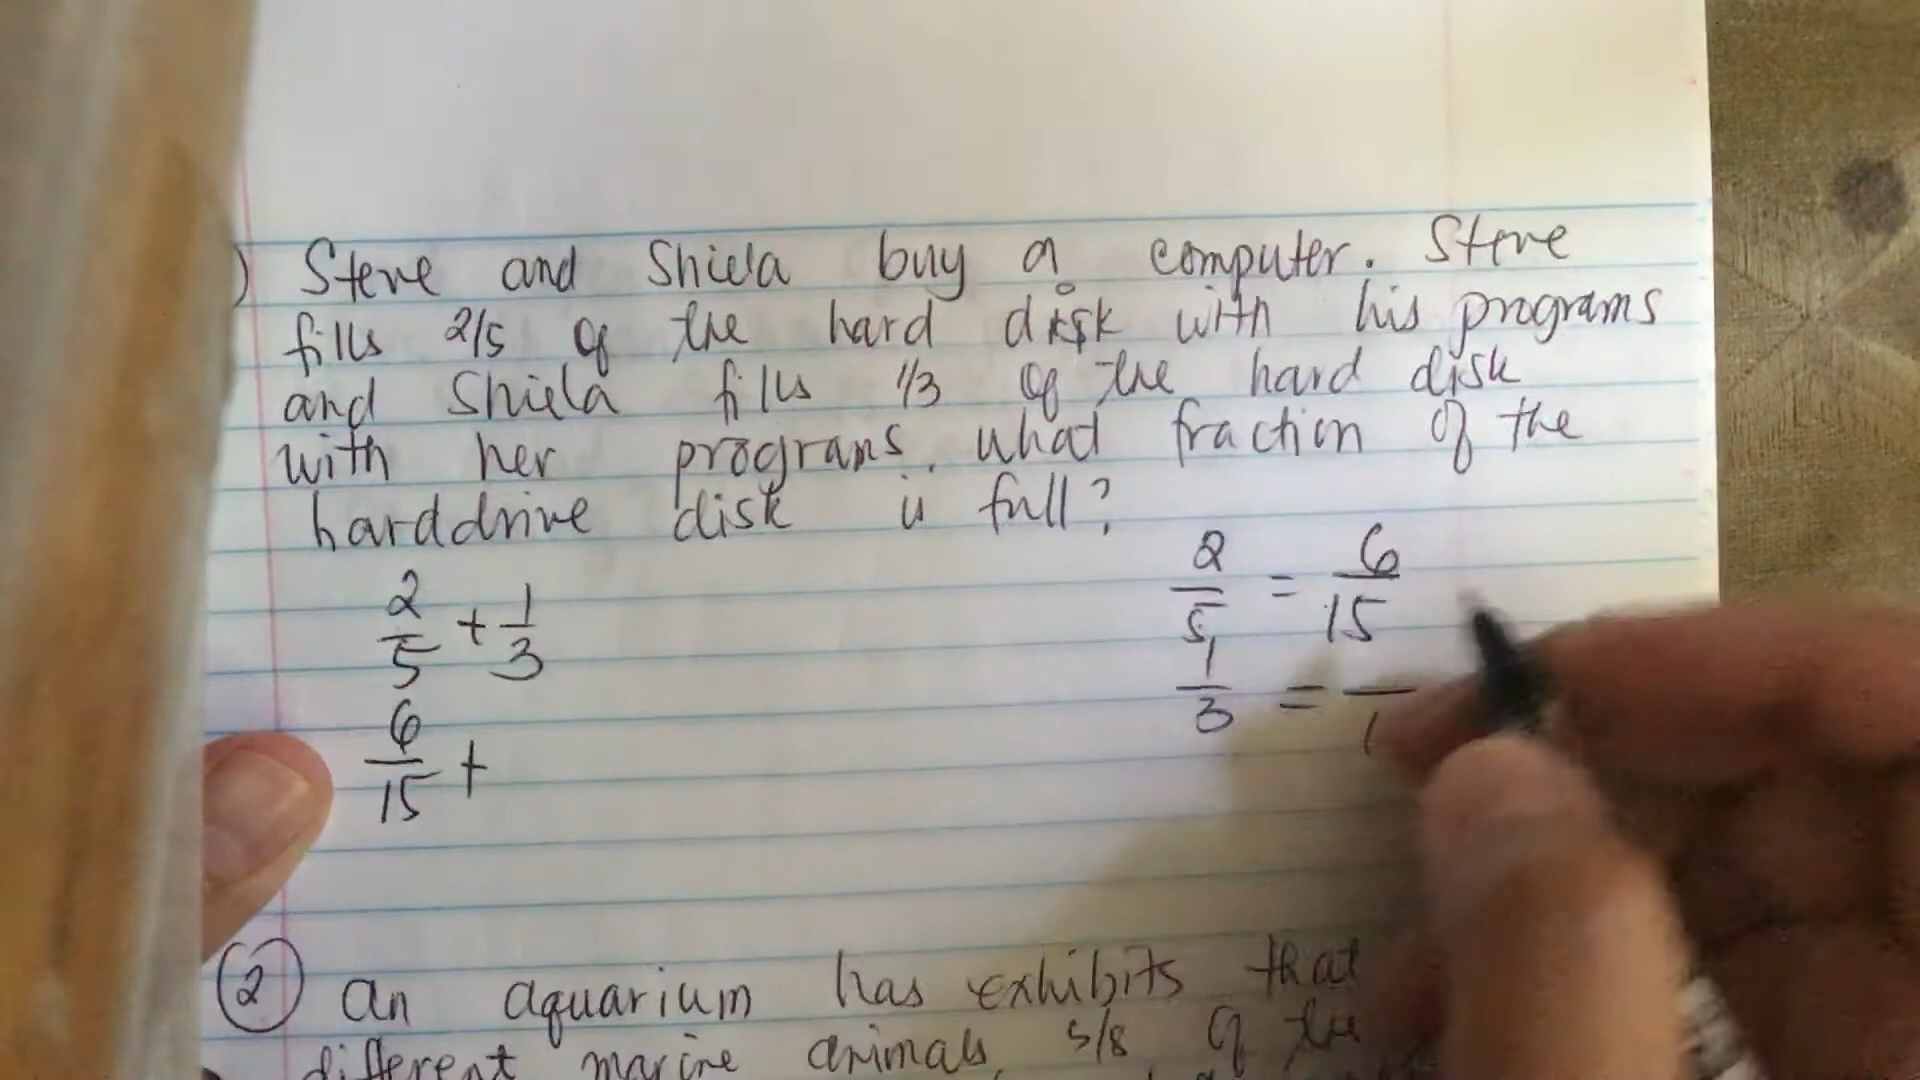 ) Steve and Shiela buy a computer. Steve
fills 2/5 of the hard disk with his programs
and Shiela fills 1/3 of the hard disk
with her programs. what fraction of the
harddrive disk is full?
2/5 + 1/3
2/5 = 6/15
6/15 +
1/3 = /1
② an aquarium has exhibits that
different marine animals 5/8 of the